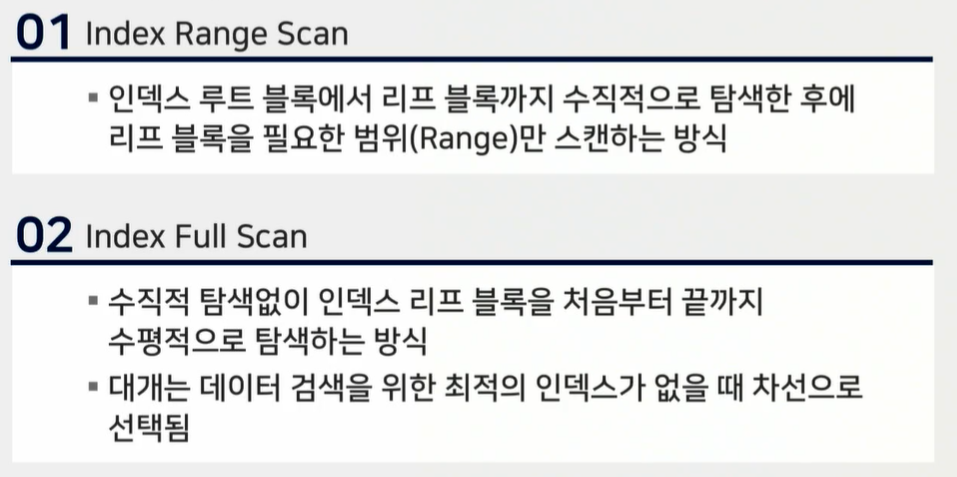 01 Index Range Scan
▪ 인덱스 루트 블록에서 리프 블록까지 수직적으로 탐색한 후에
리프 블록을 필요한 범위(Range)만 스캔하는 방식
02 Index Full Scan
▪ 수직적 탐색없이 인덱스 리프 블록을 처음부터 끝까지
수평적으로 탐색하는 방식
▪ 대개는 데이터 검색을 위한 최적의 인덱스가 없을 때 차선으로
선택됨